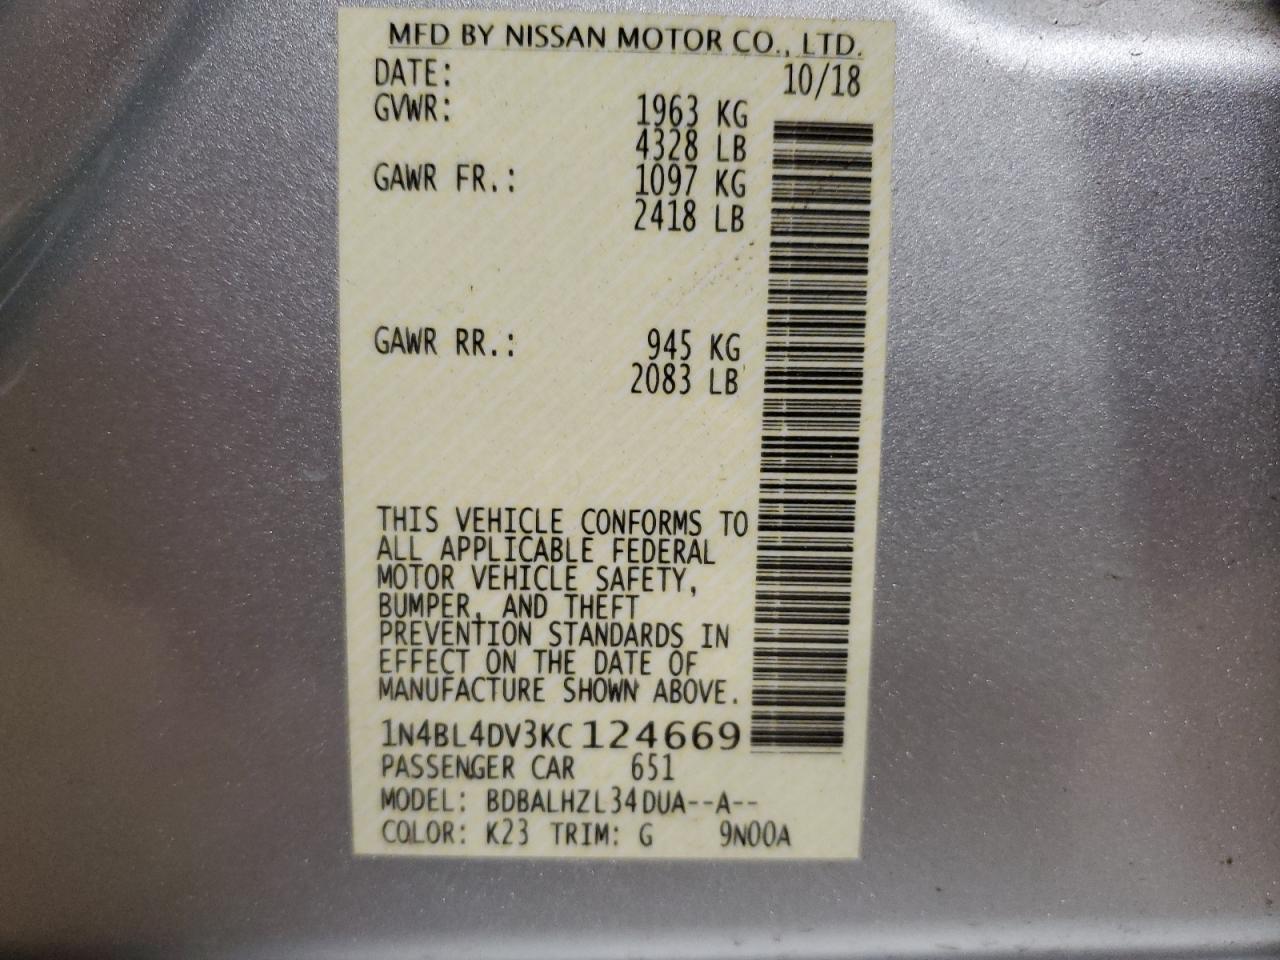 MFD BY NISSAN MOTOR CO., LTD.
DATE: 10/18
GVWR: 1963 KG
4328 LB
GAWR FR.: 1097 KG
2418 LB
GAWR RR.: 945 KG
2083 LB
THIS VEHICLE CONFORMS TO
ALL APPLICABLE FEDERAL
MOTOR VEHICLE SAFETY,
BUMPER, AND THEFT
PREVENTION STANDARDS IN
EFFECT ON THE DATE OF
MANUFACTURE SHOWN ABOVE.
1N4BL4DV3KC124669
PASSENGER CAR 651
MODEL: BDBALHZL34DUA--A--
COLOR: K23 TRIM: G 9N00A